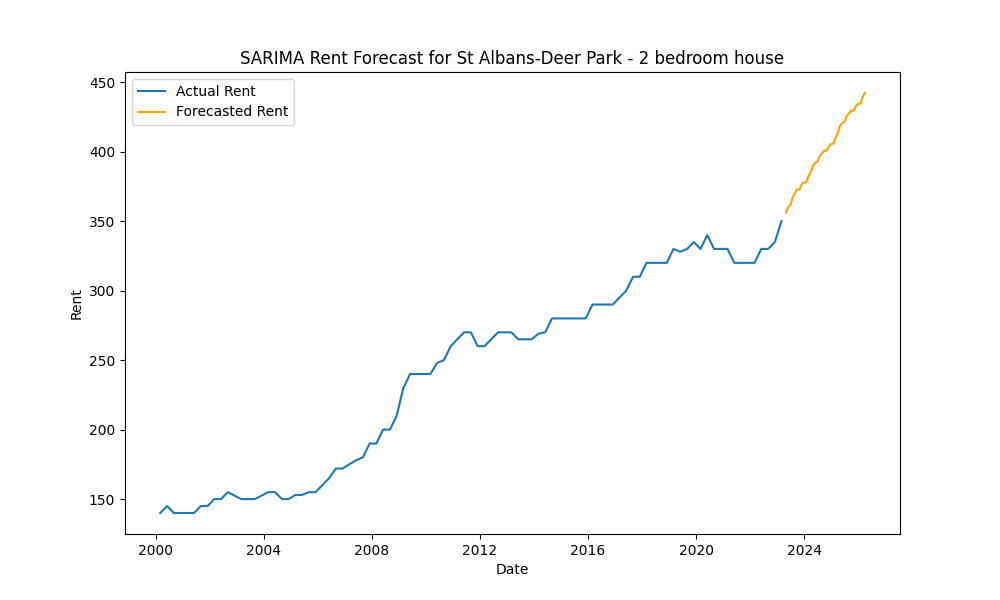 SARIMA Rent Forecast for St Albans-Deer Park - 2 bedroom house
Actual Rent
Forecasted Rent
450
400
350
300
250
200
150
Rent
2000 2004 2008 2012 2016 2020 2024
Date